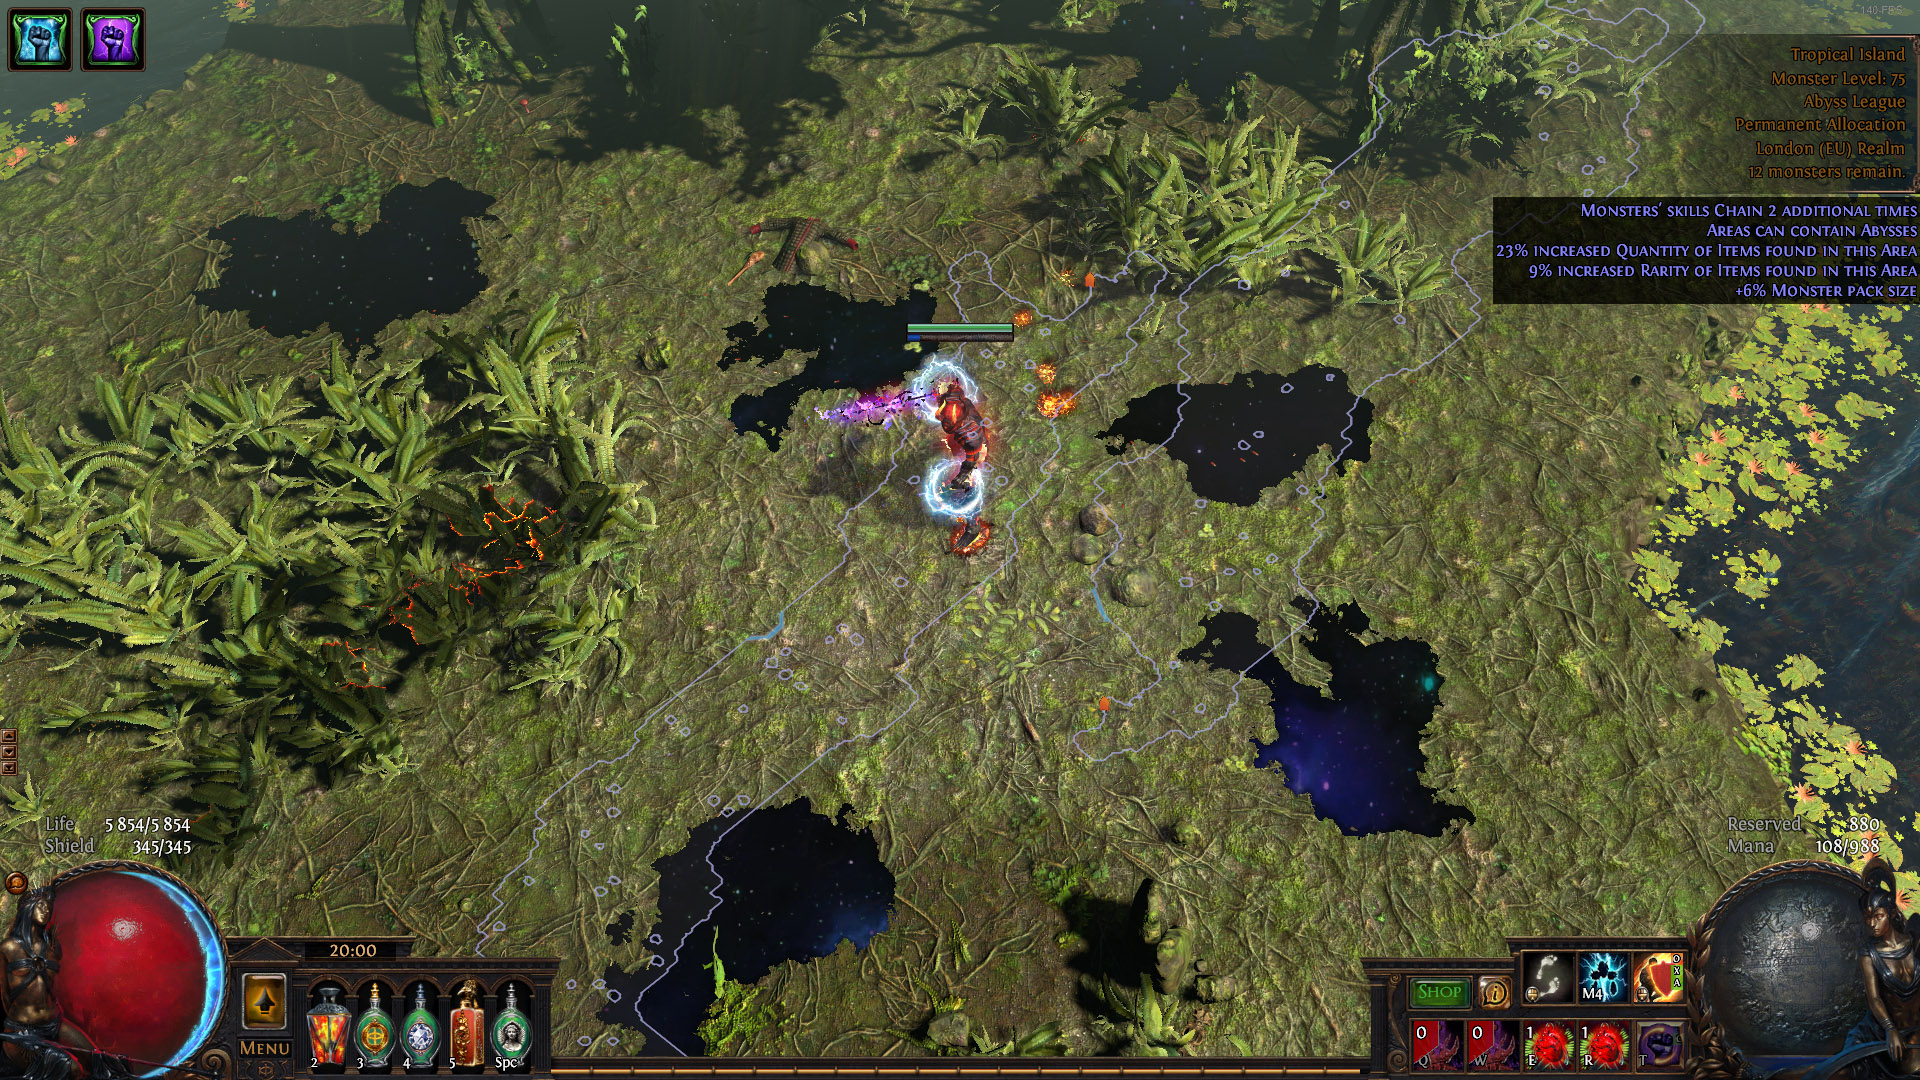 140 FPS
Tropical Island
Monster Level: 75
Abyss League
Permanent Allocation
London (EU) Realm
12 monsters remain.
Monsters' skills Chain 2 additional times
Areas can contain Abysses
23% increased Quantity of Items found in this Area
9% increased Rarity of Items found in this Area
+6% Monster pack size
Life 5 854/5 854
Shield 345/345
Reserved 880
Mana 108/988
20:00
Menu
2 3 4 5 Spc
Shop
M4
O
X
A
0 0 1 1
Q W E R T